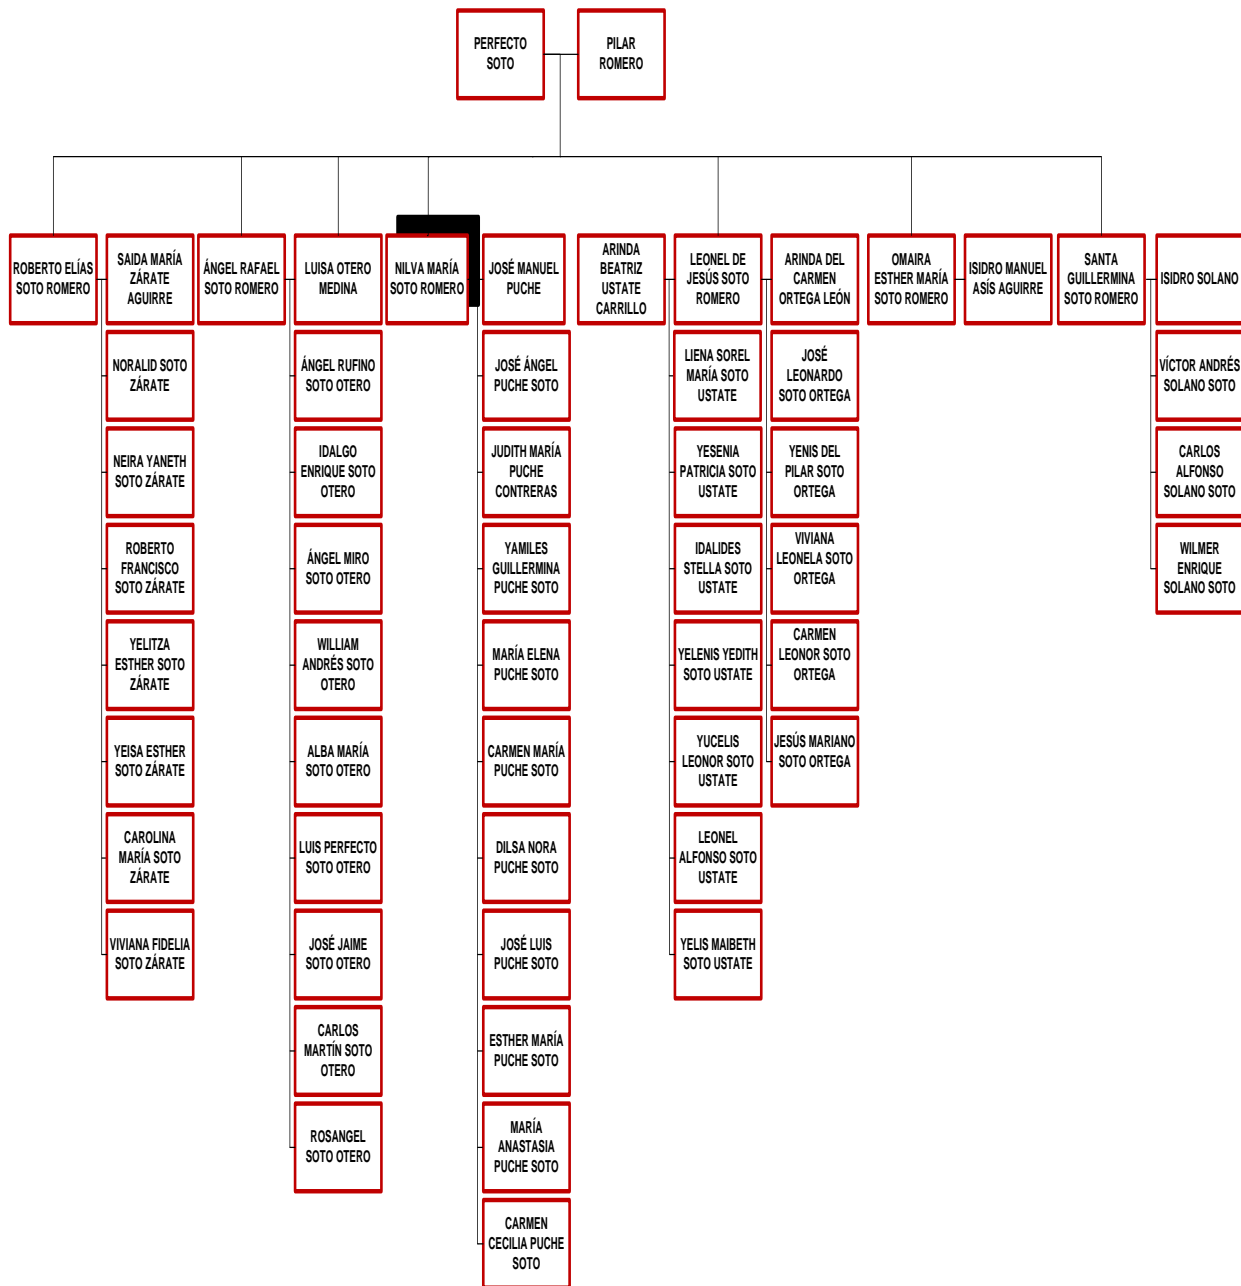 PERFECTO
SOTO
PILAR
ROMERO
ROBERTO ELÍAS
SOTO ROMERO
SAIDA MARÍA
ZÁRATE
AGUIRRE
ÁNGEL RAFAEL
SOTO ROMERO
LUISA OTERO
MEDINA
NILVA MARÍA
SOTO ROMERO
JOSÉ MANUEL
PUCHE
ARINDA
BEATRIZ
USTATE
CARRILLO
LEONEL DE
JESÚS SOTO
ROMERO
ARINDA DEL
CARMEN
ORTEGA LEÓN
OMAIRA
ESTHER MARÍA
SOTO ROMERO
ISIDRO MANUEL
ASÍS AGUIRRE
SANTA
GUILLERMINA
SOTO ROMERO
ISIDRO SOLANO
NORALID SOTO
ZÁRATE
NEIRA YANETH
SOTO ZÁRATE
ROBERTO
FRANCISCO
SOTO ZÁRATE
YELITZA
ESTHER SOTO
ZÁRATE
YEISA ESTHER
SOTO ZÁRATE
CAROLINA
MARÍA SOTO
ZÁRATE
VIVIANA FIDELIA
SOTO ZÁRATE
ÁNGEL RUFINO
SOTO OTERO
IDALGO
ENRIQUE SOTO
OTERO
ÁNGEL MIRO
SOTO OTERO
WILLIAM
ANDRÉS SOTO
OTERO
ALBA MARÍA
SOTO OTERO
LUIS PERFECTO
SOTO OTERO
JOSÉ JAIME
SOTO OTERO
CARLOS
MARTÍN SOTO
OTERO
ROSANGEL
SOTO OTERO
JOSÉ ÁNGEL
PUCHE SOTO
JUDITH MARÍA
PUCHE
CONTRERAS
YAMILES
GUILLERMINA
PUCHE SOTO
MARÍA ELENA
PUCHE SOTO
CARMEN MARÍA
PUCHE SOTO
DILSA NORA
PUCHE SOTO
JOSÉ LUIS
PUCHE SOTO
ESTHER MARÍA
PUCHE SOTO
MARÍA
ANASTASIA
PUCHE SOTO
CARMEN
CECILIA PUCHE
SOTO
LIENA SOREL
MARÍA SOTO
USTATE
YESENIA
PATRICIA SOTO
USTATE
IDALIDES
STELLA SOTO
USTATE
YELENIS YEDITH
SOTO USTATE
YUCELIS
LEONOR SOTO
USTATE
LEONEL
ALFONSO SOTO
USTATE
YELIS MAIBETH
SOTO USTATE
JOSÉ
LEONARDO
SOTO ORTEGA
YENIS DEL
PILAR SOTO
ORTEGA
VIVIANA
LEONELA SOTO
ORTEGA
CARMEN
LEONOR SOTO
ORTEGA
JESÚS MARIANO
SOTO ORTEGA
VÍCTOR ANDRÉS
SOLANO SOTO
CARLOS
ALFONSO
SOLANO SOTO
WILMER
ENRIQUE
SOLANO SOTO